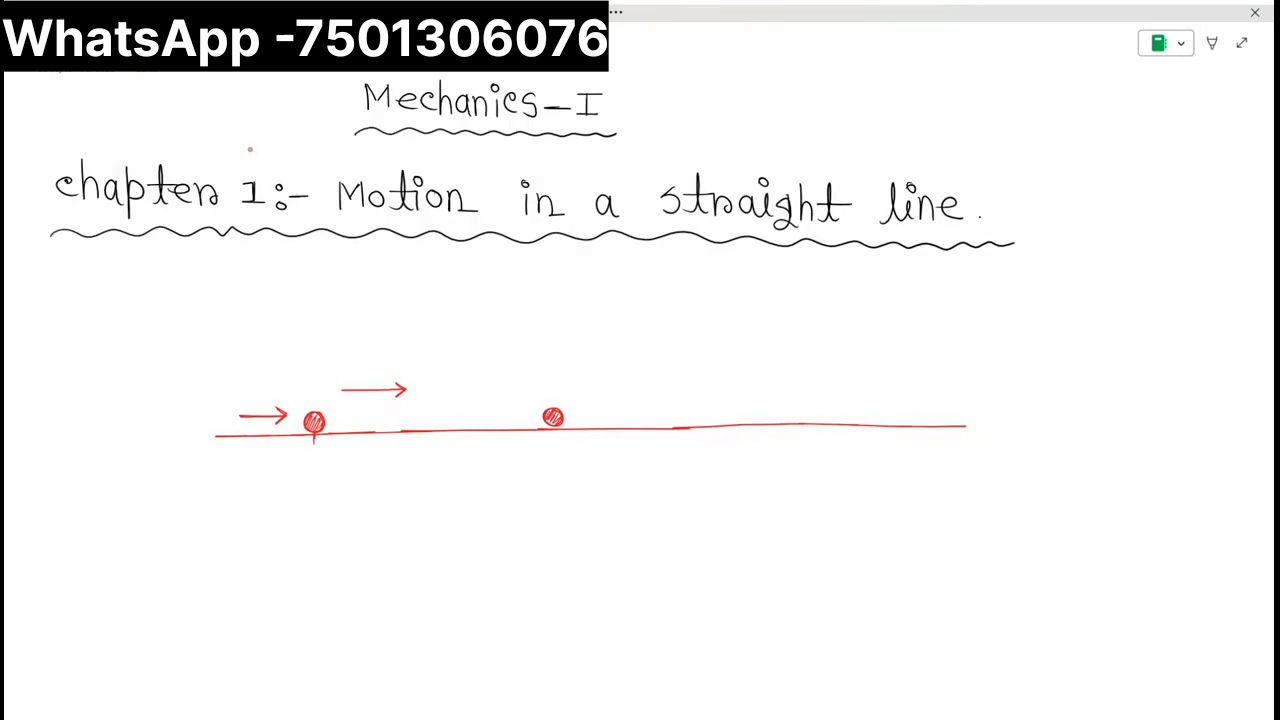 WhatsApp -7501306076
Mechanics-I
Chapter 1:- Motion in a straight line.